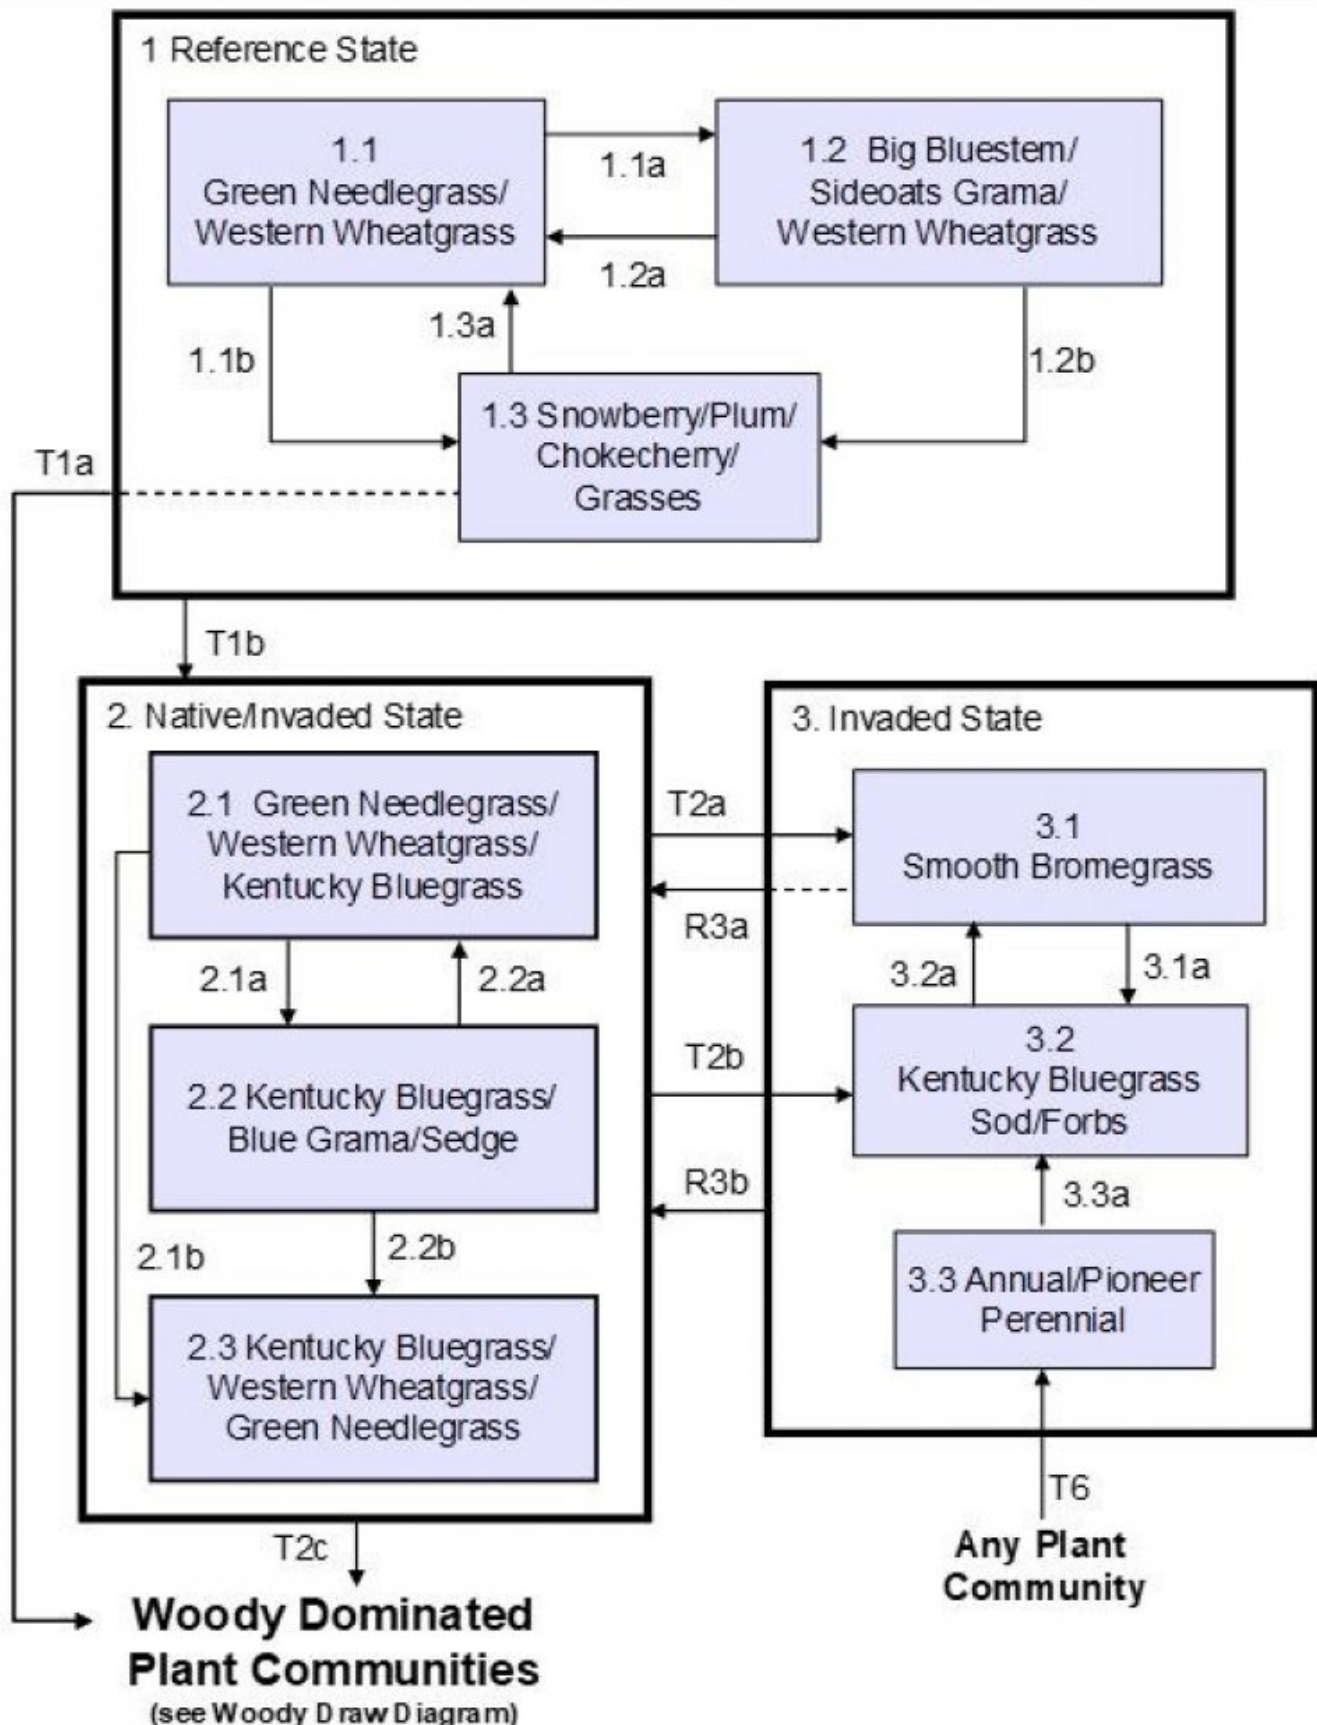 1 Reference State
1.1
Green Needlegrass/
Western Wheatgrass
1.1a
1.2 Big Bluestem/
Sideoats Grama/
Western Wheatgrass
1.2a
1.3a
1.1b
1.2b
1.3 Snowberry/Plum/
Chokecherry/
Grasses
T1a
T1b
2. Native/Invaded State
2.1 Green Needlegrass/
Western Wheatgrass/
Kentucky Bluegrass
2.1a
2.2a
2.2 Kentucky Bluegrass/
Blue Grama/Sedge
2.1b
2.2b
2.3 Kentucky Bluegrass/
Western Wheatgrass/
Green Needlegrass
T2a
R3a
T2b
R3b
3. Invaded State
3.1
Smooth Bromegrass
3.2a
3.1a
3.2
Kentucky Bluegrass
Sod/Forbs
3.3a
3.3 Annual/Pioneer
Perennial
T6
Any Plant
Community
T2c
Woody Dominated
Plant Communities
(see Woody Draw Diagram)